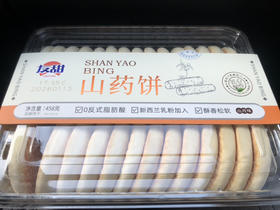 友甜
SHAN YAO
BING
山药饼
0反式脂肪酸
新西兰乳粉加入
酥香松软
净含量:458克